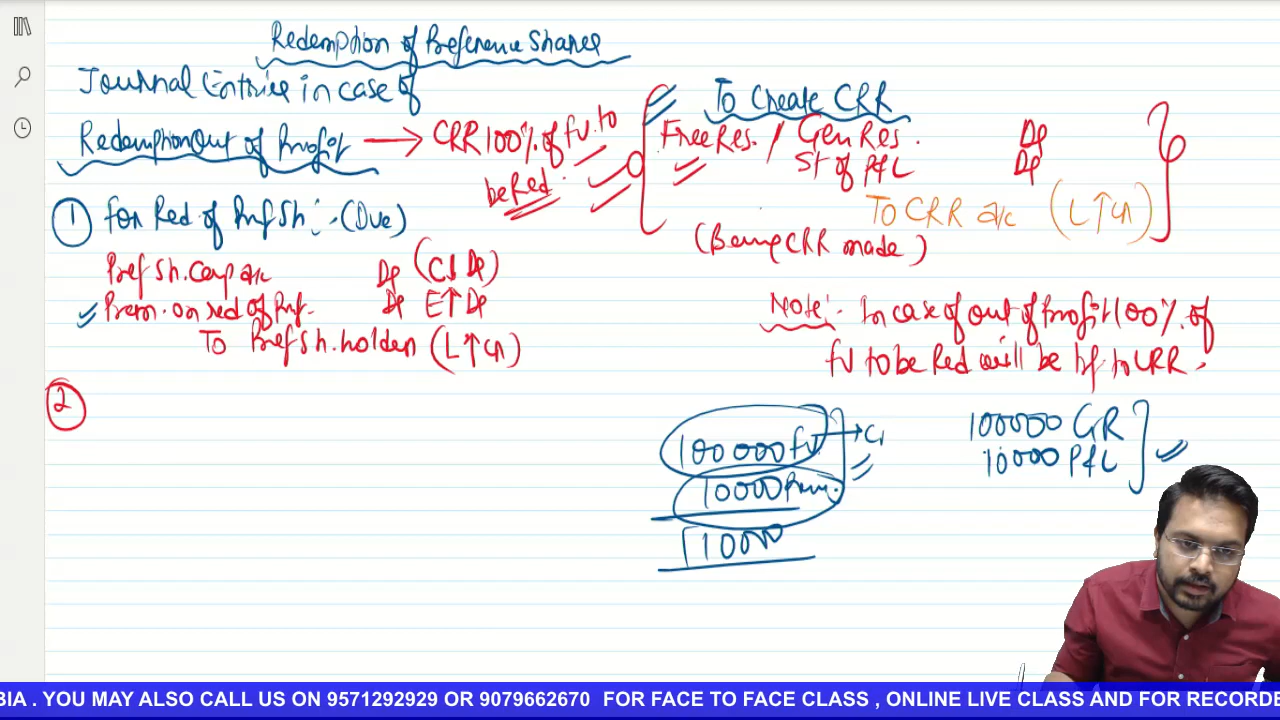 Redemption of Preference Shares
Journal Entries in case of
Redemption Out of Profit → CRR 100% of fv. to
be Red.
① for Red of Pref Sh :- (Due)
Pref Sh. Cap a/c Dr (C↓ Dr)
Prem. on red of Pref. Dr E↑ Dr
To Pref Sh. holders (L↑ Cr)
②
To Create CRR
Free Res. / Gen Res. Dr
St of P&L Dr
To CRR a/c (L↑ Cr)
(Being CRR made)
Note :- In case of out of Profit 100% of
fv to be Red will be tf to CRR.
100000 fv. → C
10000 Prem.
110000
100000 GR
10000 P&L
BIA . YOU MAY ALSO CALL US ON 9571292929 OR 9079662670 FOR FACE TO FACE CLASS , ONLINE LIVE CLASS AND FOR RECORDE